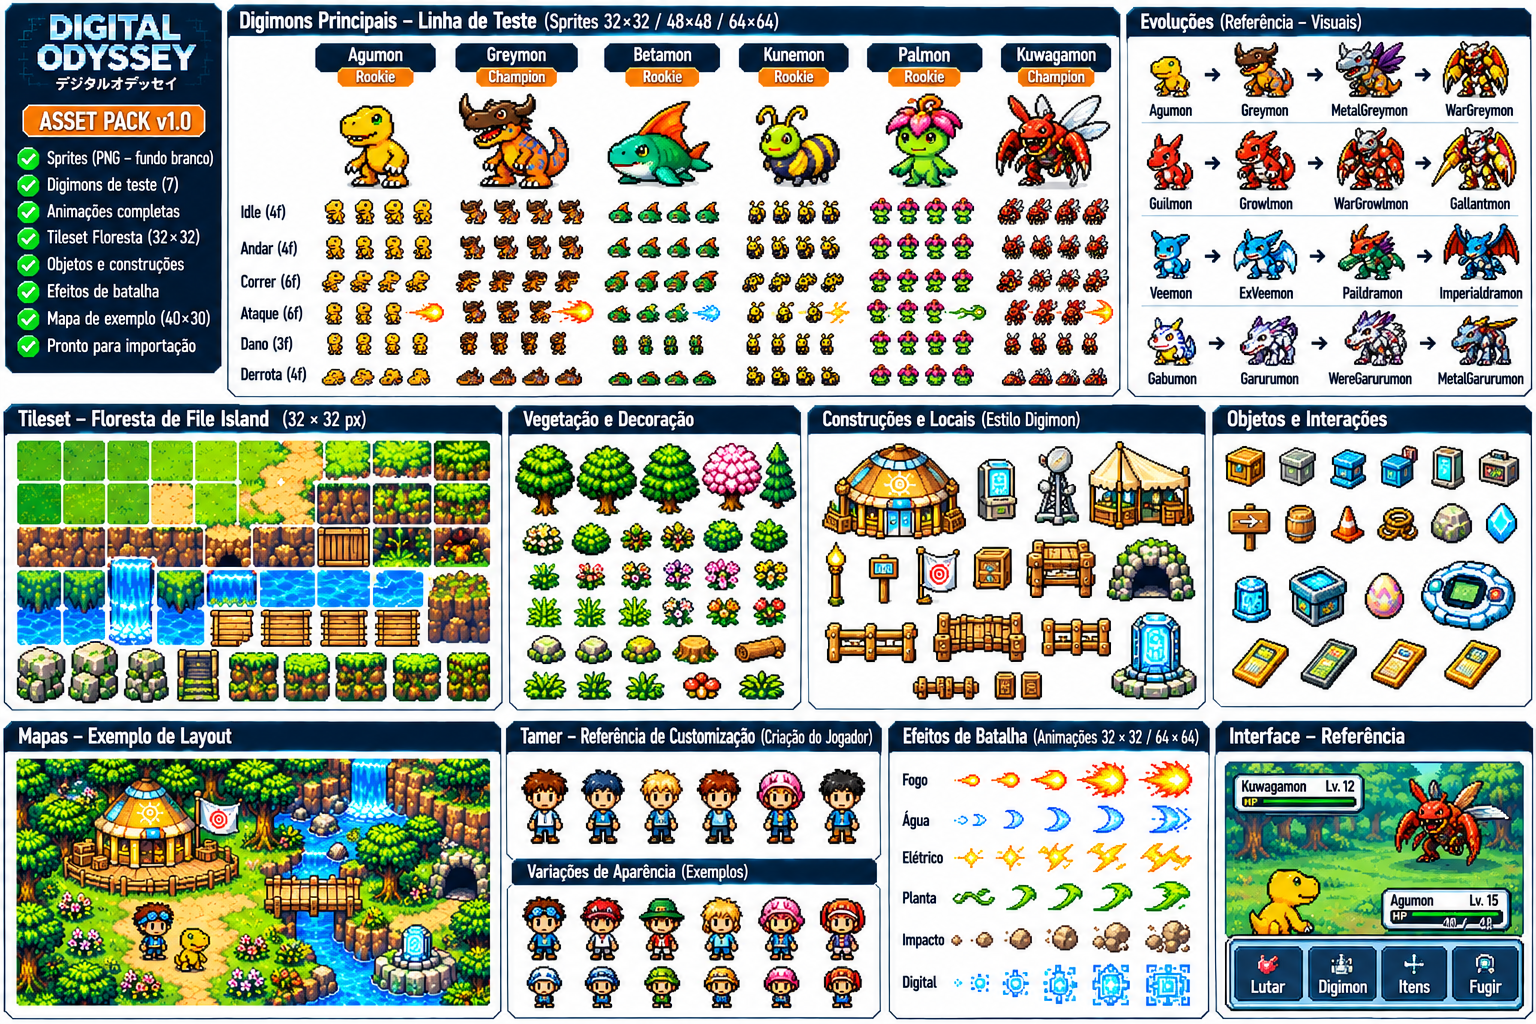 DIGITAL
ODYSSEY
デジタルオデッセイ
ASSET PACK v1.0
Sprites (PNG – fundo branco)
Digimons de teste (7)
Animações completas
Tileset Floresta (32×32)
Objetos e construções
Efeitos de batalha
Mapa de exemplo (40×30)
Pronto para importação
Digimons Principais – Linha de Teste (Sprites 32×32 / 48×48 / 64×64)
Agumon
Rookie
Greymon
Champion
Betamon
Rookie
Kunemon
Rookie
Palmon
Rookie
Kuwagamon
Champion
Idle (4f)
Andar (4f)
Correr (6f)
Ataque (6f)
Dano (3f)
Derrota (4f)
Evoluções (Referência – Visuais)
Agumon
Greymon
MetalGreymon
WarGreymon
Guilmon
Growlmon
WarGrowlmon
Gallantmon
Veemon
ExVeemon
Paildramon
Imperialdramon
Gabumon
Garurumon
WereGarurumon
MetalGarurumon
Tileset – Floresta de File Island (32 × 32 px)
Vegetação e Decoração
Construções e Locais (Estilo Digimon)
Objetos e Interações
Mapas – Exemplo de Layout
Tamer – Referência de Customização (Criação do Jogador)
Variações de Aparência (Exemplos)
Efeitos de Batalha (Animações 32 × 32 / 64 × 64)
Fogo
Água
Elétrico
Planta
Impacto
Digital
Interface – Referência
Kuwagamon Lv. 12
HP
Agumon Lv. 15
HP
40 / 48
Lutar
Digimon
Itens
Fugir